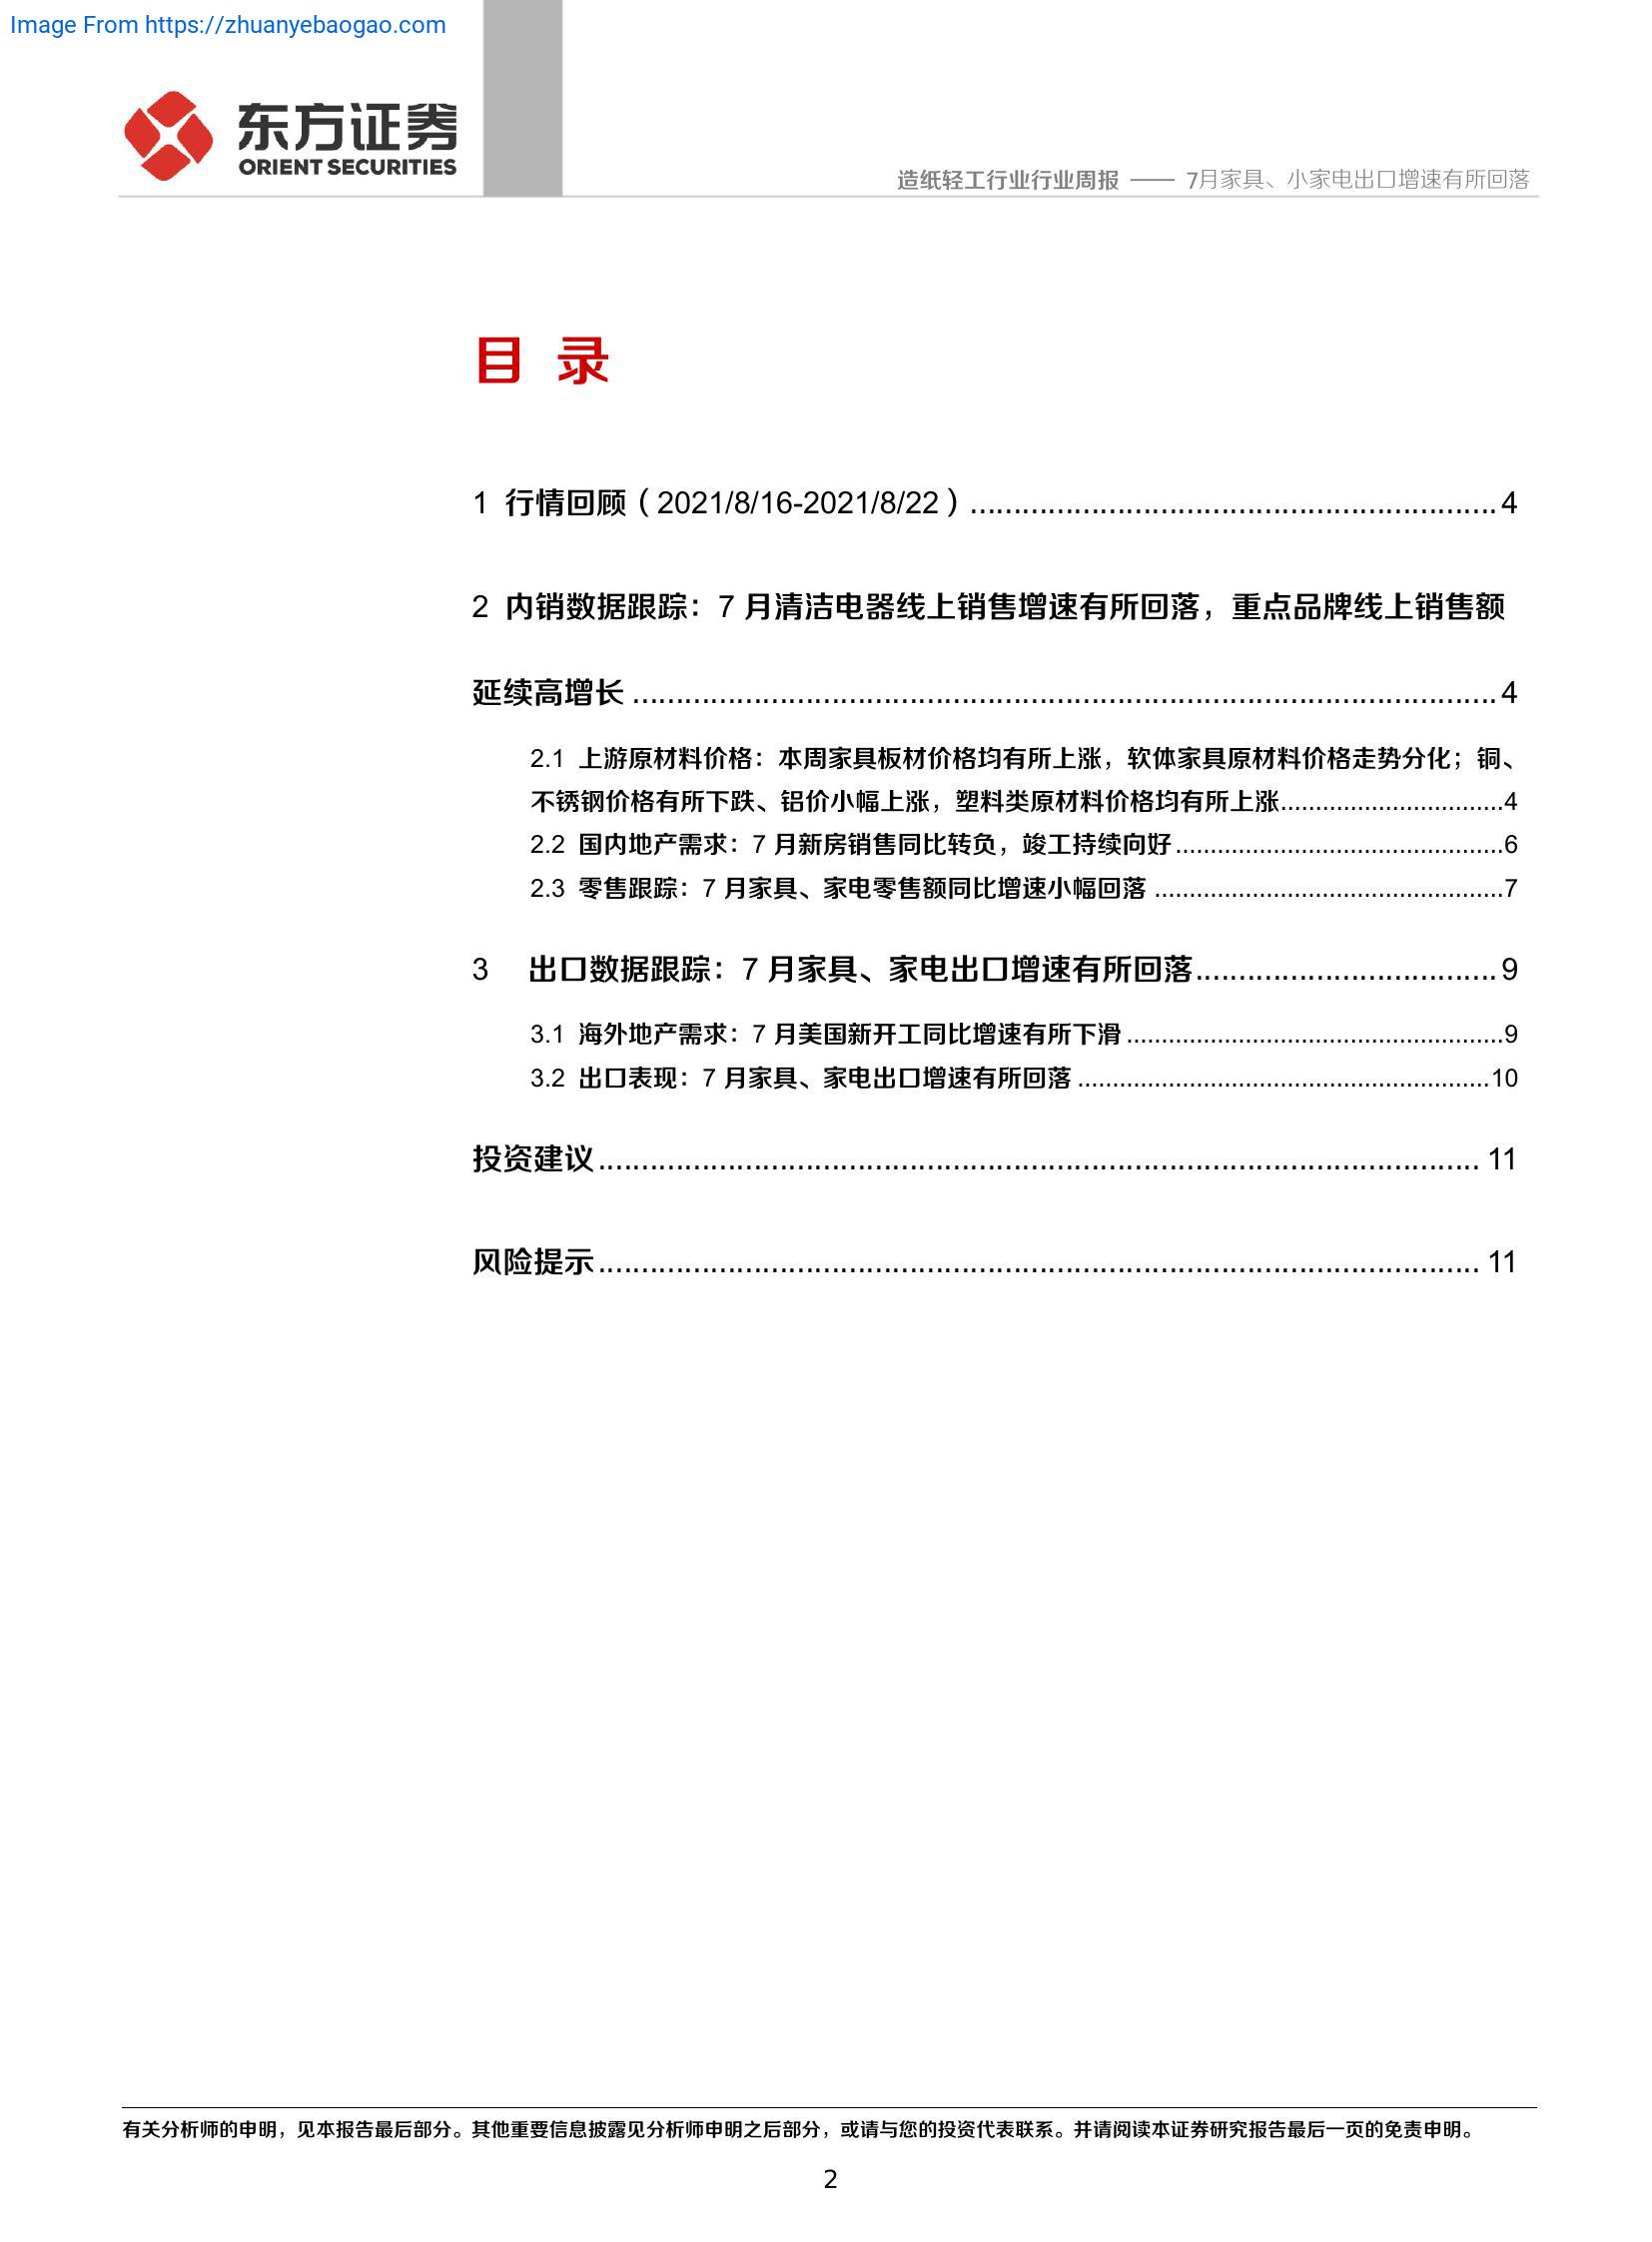 Image From https://zhuanyebaogao.com
东方证券
ORIENT SECURITIES
造纸轻工行业行业周报 —— 7月家具、小家电出口增速有所回落
目 录
1 行情回顾（2021/8/16-2021/8/22）................................................................4
2 内销数据跟踪：7 月清洁电器线上销售增速有所回落，重点品牌线上销售额
延续高增长................................................................4
2.1 上游原材料价格：本周家具板材价格均有所上涨，软体家具原材料价格走势分化；铜、
不锈钢价格有所下跌、铝价小幅上涨，塑料类原材料价格均有所上涨................................4
2.2 国内地产需求：7 月新房销售同比转负，竣工持续向好...............................................6
2.3 零售跟踪：7 月家具、家电零售额同比增速小幅回落..................................................7
3 出口数据跟踪：7 月家具、家电出口增速有所回落...................................9
3.1 海外地产需求：7 月美国新开工同比增速有所下滑......................................................9
3.2 出口表现：7 月家具、家电出口增速有所回落...........................................................10
投资建议................................................................11
风险提示................................................................11
有关分析师的申明，见本报告最后部分。其他重要信息披露见分析师申明之后部分，或请与您的投资代表联系。并请阅读本证券研究报告最后一页的免责申明。
2